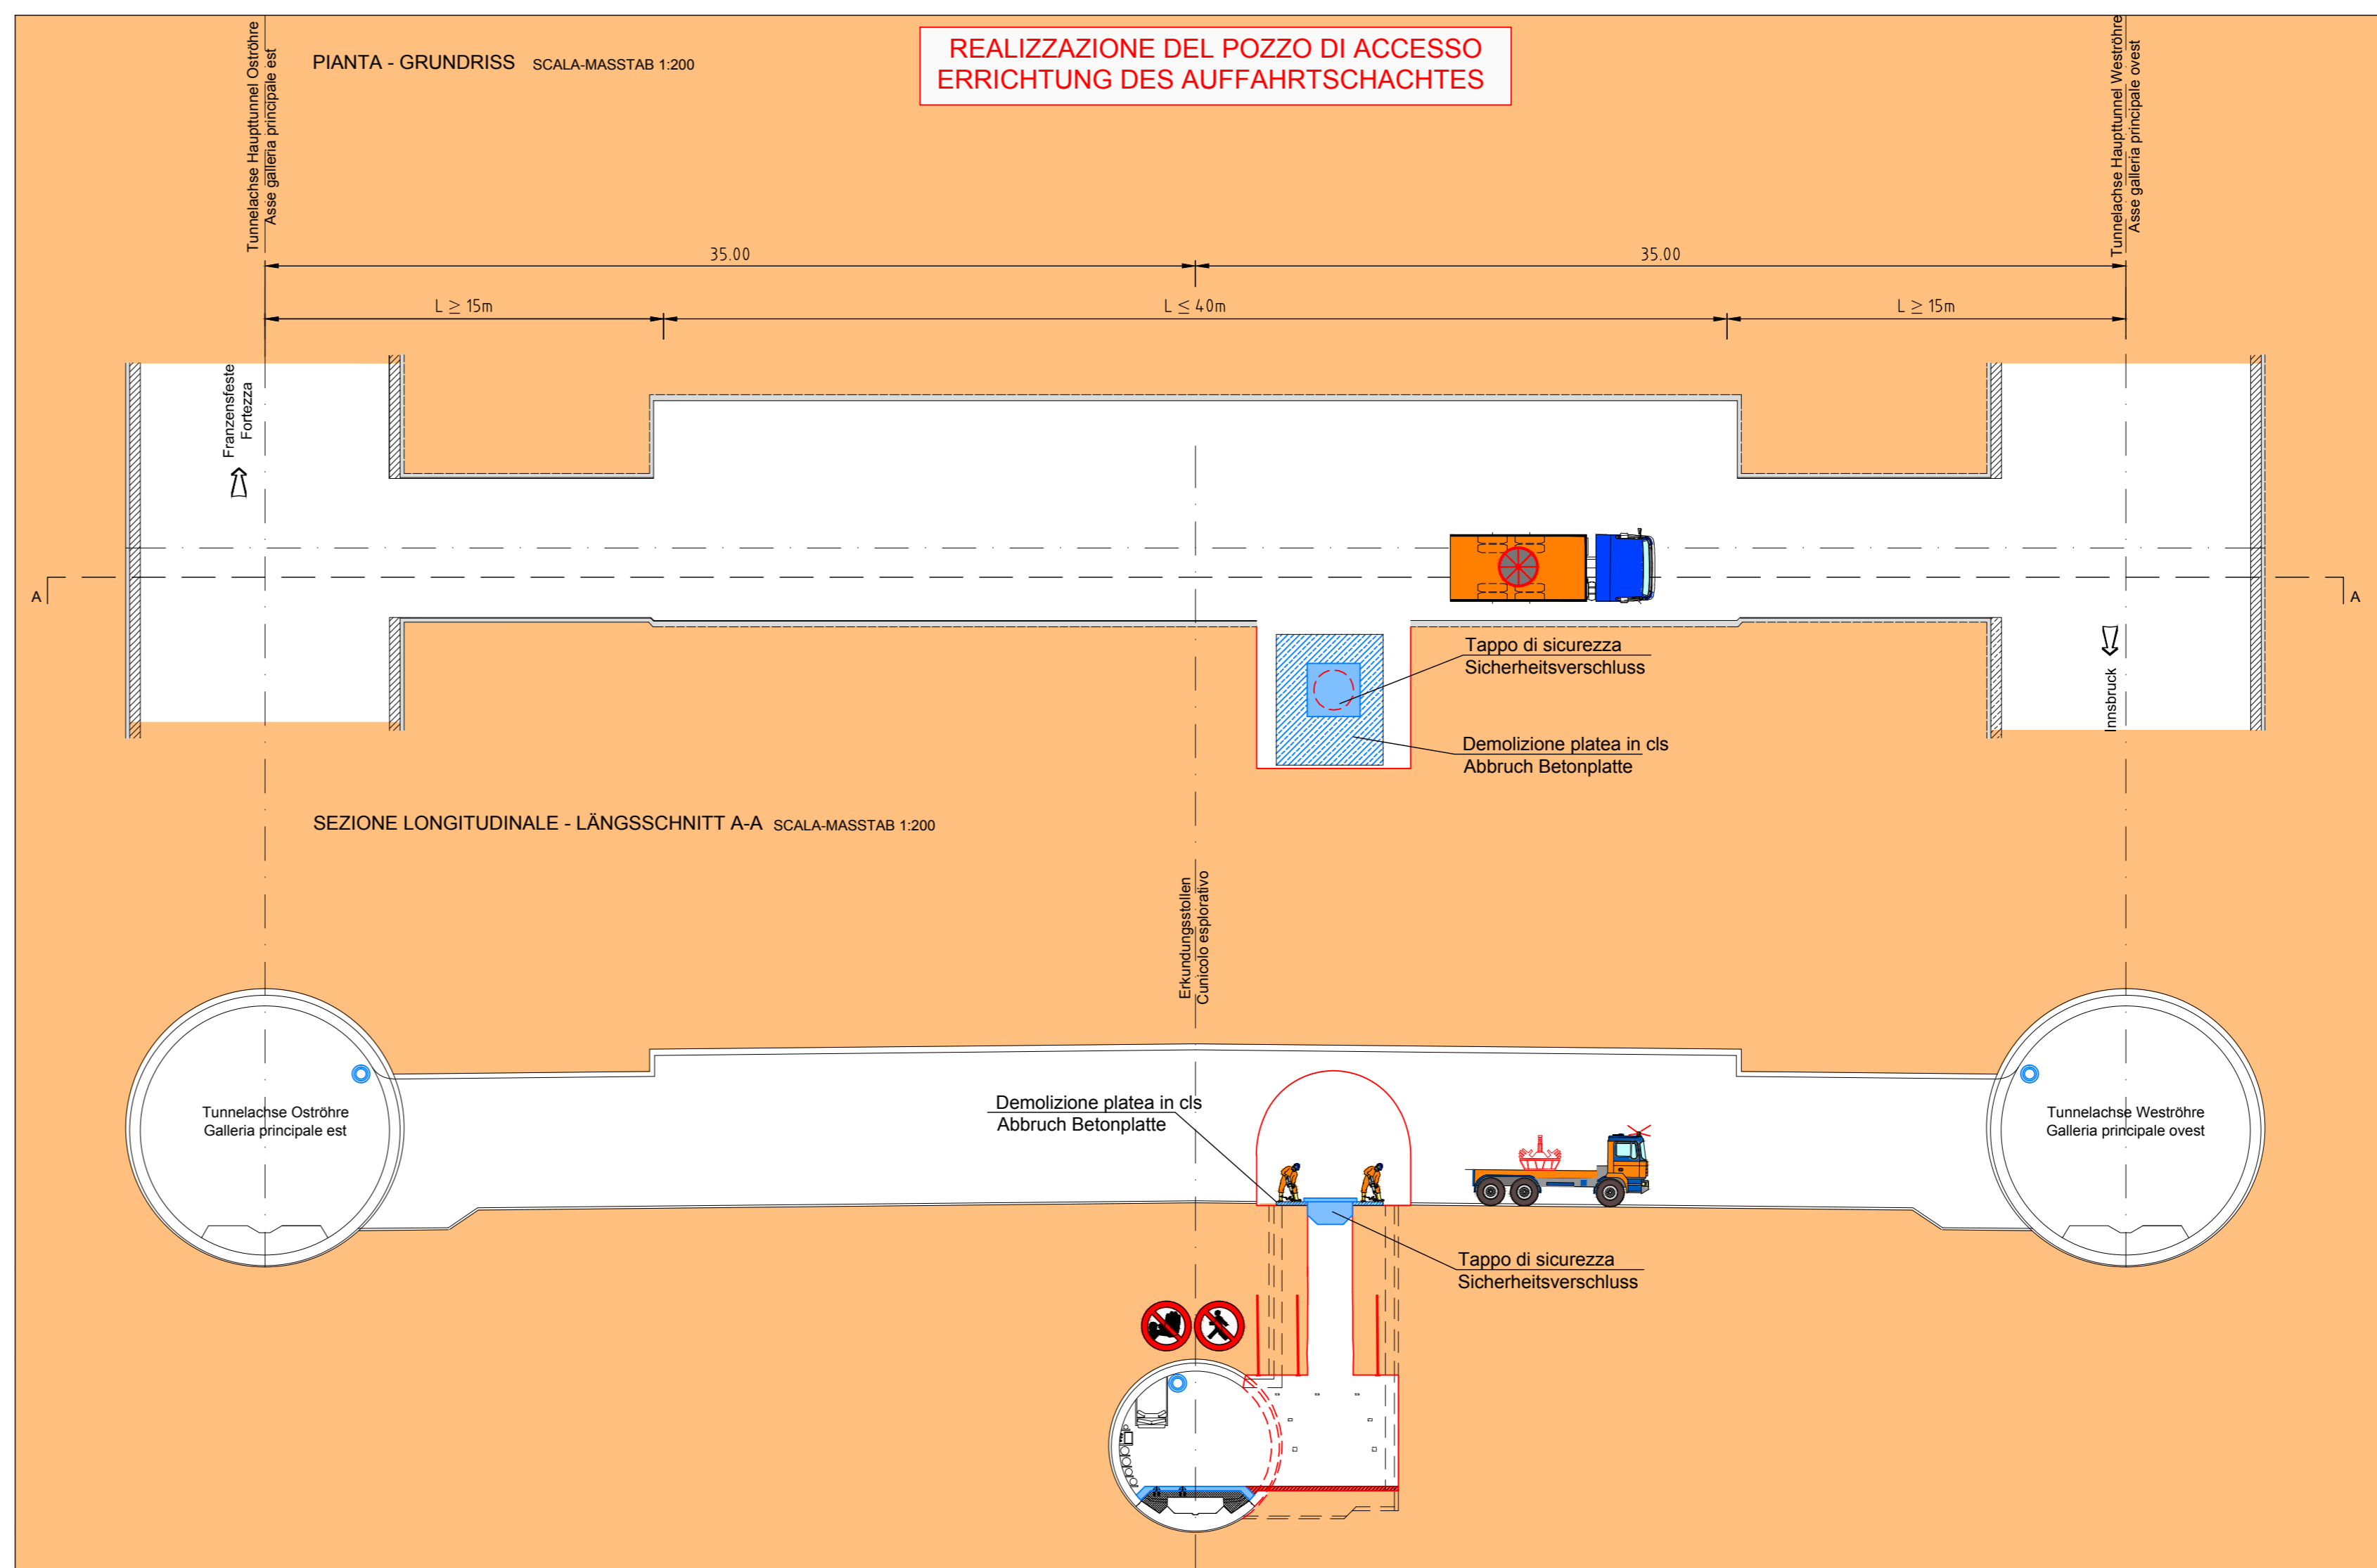 REALIZZAZIONE DEL POZZO DI ACCESSO
ERRICHTUNG DES AUFFAHRTSCHACHTES
PIANTA - GRUNDRISS SCALA-MASSTAB 1:200
Tunnelachse Haupttunnel Oströhre
Asse galleria principale est
Tunnelachse Haupttunnel Weströhre
Asse galleria principale ovest
35.00
35.00
L ≥ 15m
L ≤ 40m
L ≥ 15m
Franzensfeste
Fortezza
A
A
Tappo di sicurezza
Sicherheitsverschluss
Innsbruck
Demolizione platea in cls
Abbruch Betonplatte
SEZIONE LONGITUDINALE - LÄNGSSCHNITT A-A SCALA-MASSTAB 1:200
Erkundungsstollen
Cunicolo esplorativo
Demolizione platea in cls
Abbruch Betonplatte
Tunnelachse Oströhre
Galleria principale est
Tunnelachse Weströhre
Galleria principale ovest
Tappo di sicurezza
Sicherheitsverschluss